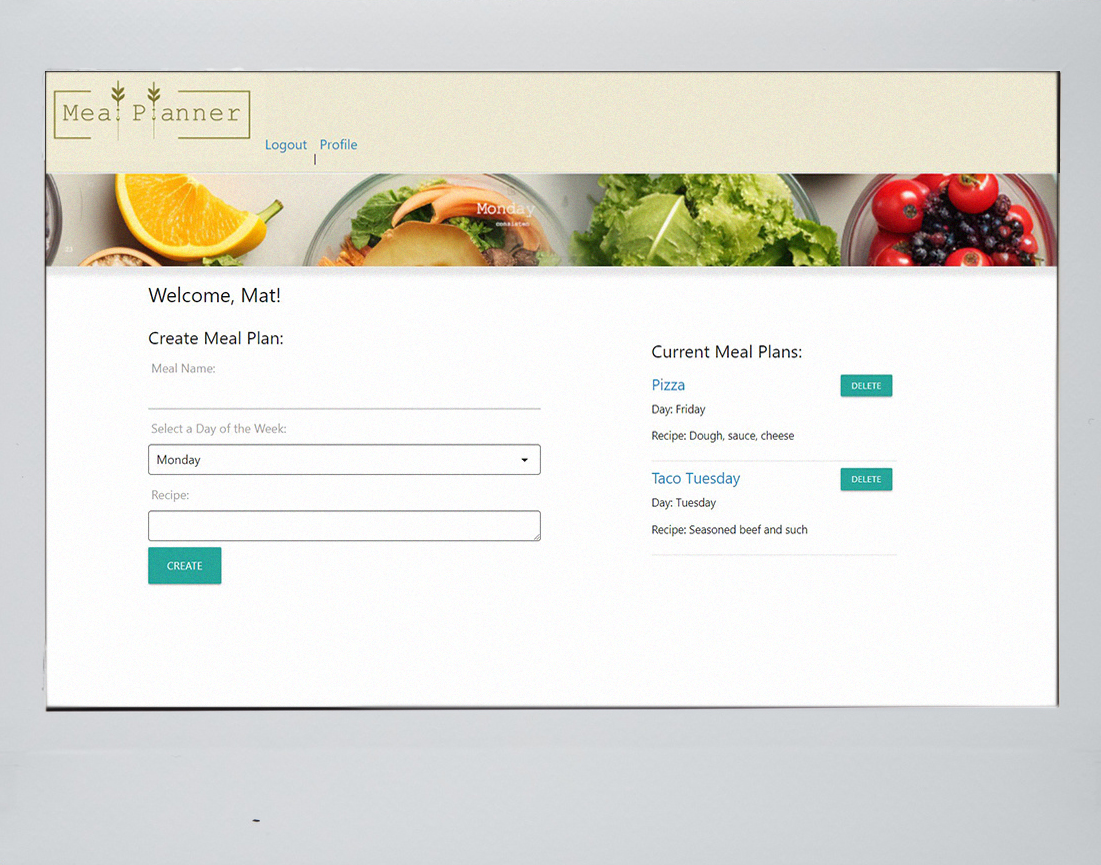 Meal Planner
Logout Profile
|
Monday
consisten
23
Welcome, Mat!
Create Meal Plan:
Meal Name:
Select a Day of the Week:
Monday
Recipe:
CREATE
Current Meal Plans:
Pizza
DELETE
Day: Friday
Recipe: Dough, sauce, cheese
Taco Tuesday
DELETE
Day: Tuesday
Recipe: Seasoned beef and such